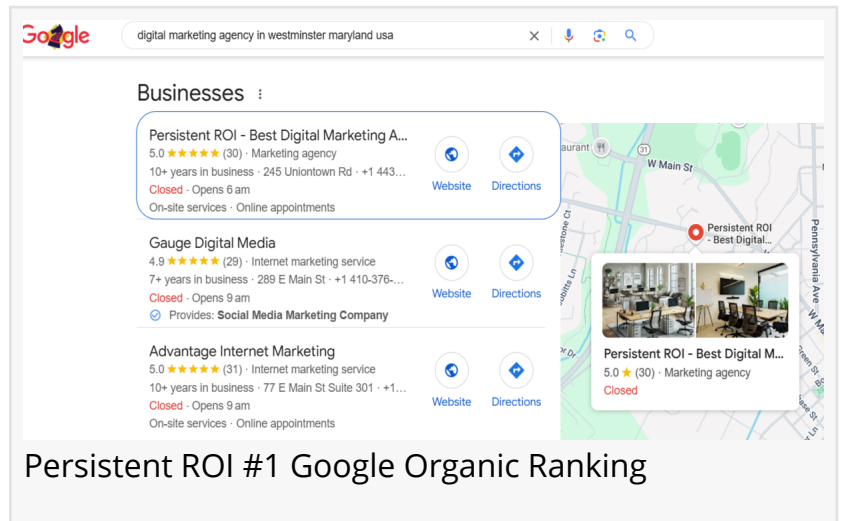 Google
digital marketing agency in westminster maryland usa
Businesses
Persistent ROI - Best Digital Marketing A...
5.0 ★★★★★ (30) · Marketing agency
10+ years in business · 245 Uniontown Rd · +1 443...
Closed · Opens 6 am
On-site services · Online appointments
Website
Directions
Gauge Digital Media
4.9 ★★★★★ (29) · Internet marketing service
7+ years in business · 289 E Main St · +1 410-376-...
Closed · Opens 9 am
Provides: Social Media Marketing Company
Website
Directions
Advantage Internet Marketing
5.0 ★★★★★ (31) · Internet marketing service
10+ years in business · 77 E Main St Suite 301 · +1...
Closed · Opens 9 am
On-site services · Online appointments
Website
Directions
aurant
31
W Main St
Persistent ROI
- Best Digital...
Pennsylvania Ave
Persistent ROI - Best Digital M...
5.0 ★ (30) · Marketing agency
Closed
Green St
Persistent ROI #1 Google Organic Ranking